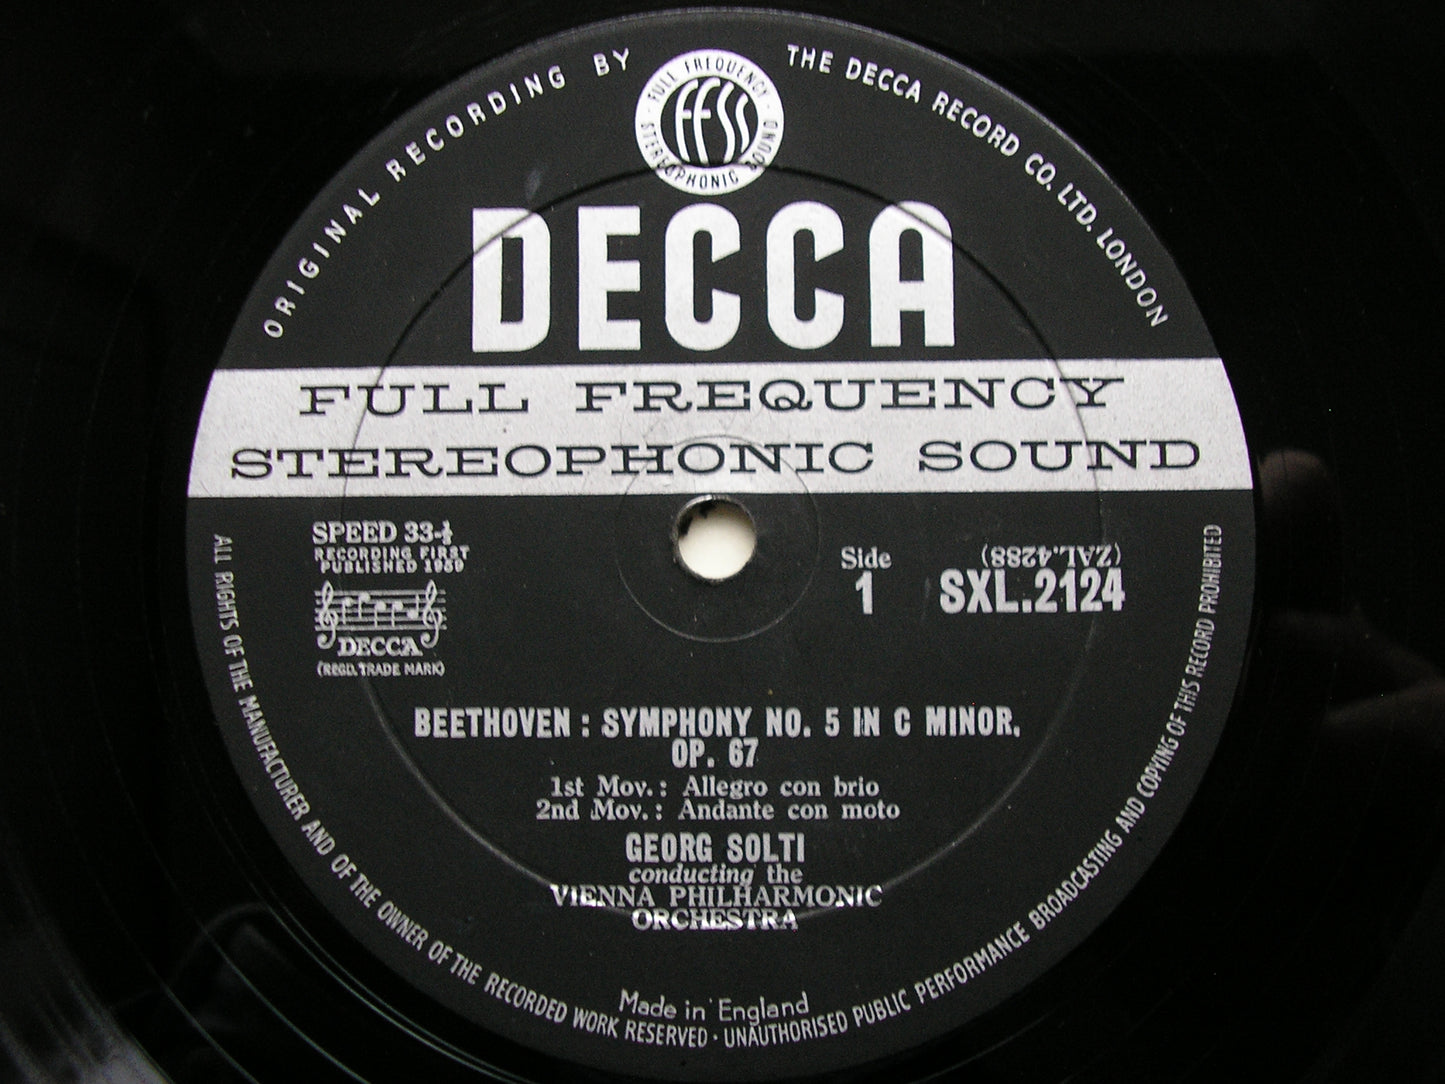 ORIGINAL RECORDING BY
THE DECCA RECORD CO. LTD. LONDON
FULL FREQUENCY
STEREOPHONIC SOUND
FFSS
DECCA
FULL FREQUENCY
STEREOPHONIC SOUND
SPEED 33-⅓
RECORDING FIRST
PUBLISHED 1959
DECCA
(REGD. TRADE MARK)
Side
1
(ZAL.4288)
SXL.2124
BEETHOVEN : SYMPHONY NO. 5 IN C MINOR,
OP. 67
1st Mov. : Allegro con brio
2nd Mov. : Andante con moto
GEORG SOLTI
conducting the
VIENNA PHILHARMONIC
ORCHESTRA
Made in England
ALL RIGHTS OF THE MANUFACTURER AND OF THE OWNER OF THE RECORDED WORK RESERVED · UNAUTHORISED PUBLIC PERFORMANCE BROADCASTING AND COPYING OF THIS RECORD PROHIBITED